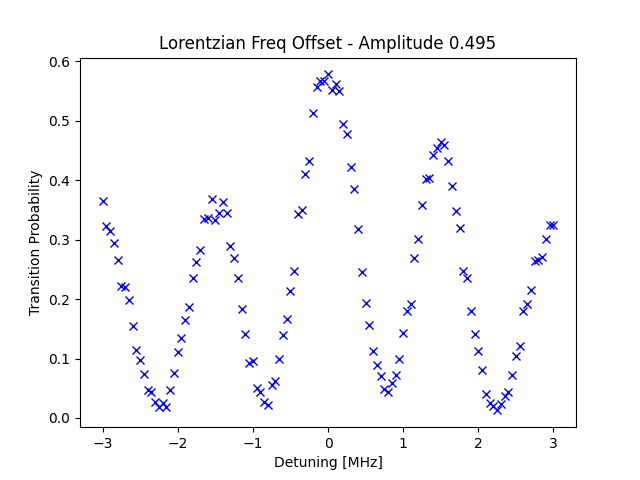 Lorentzian Freq Offset - Amplitude 0.495
Transition Probability
0.6
0.5
0.4
0.3
0.2
0.1
0.0
−3 −2 −1 0 1 2 3
Detuning [MHz]